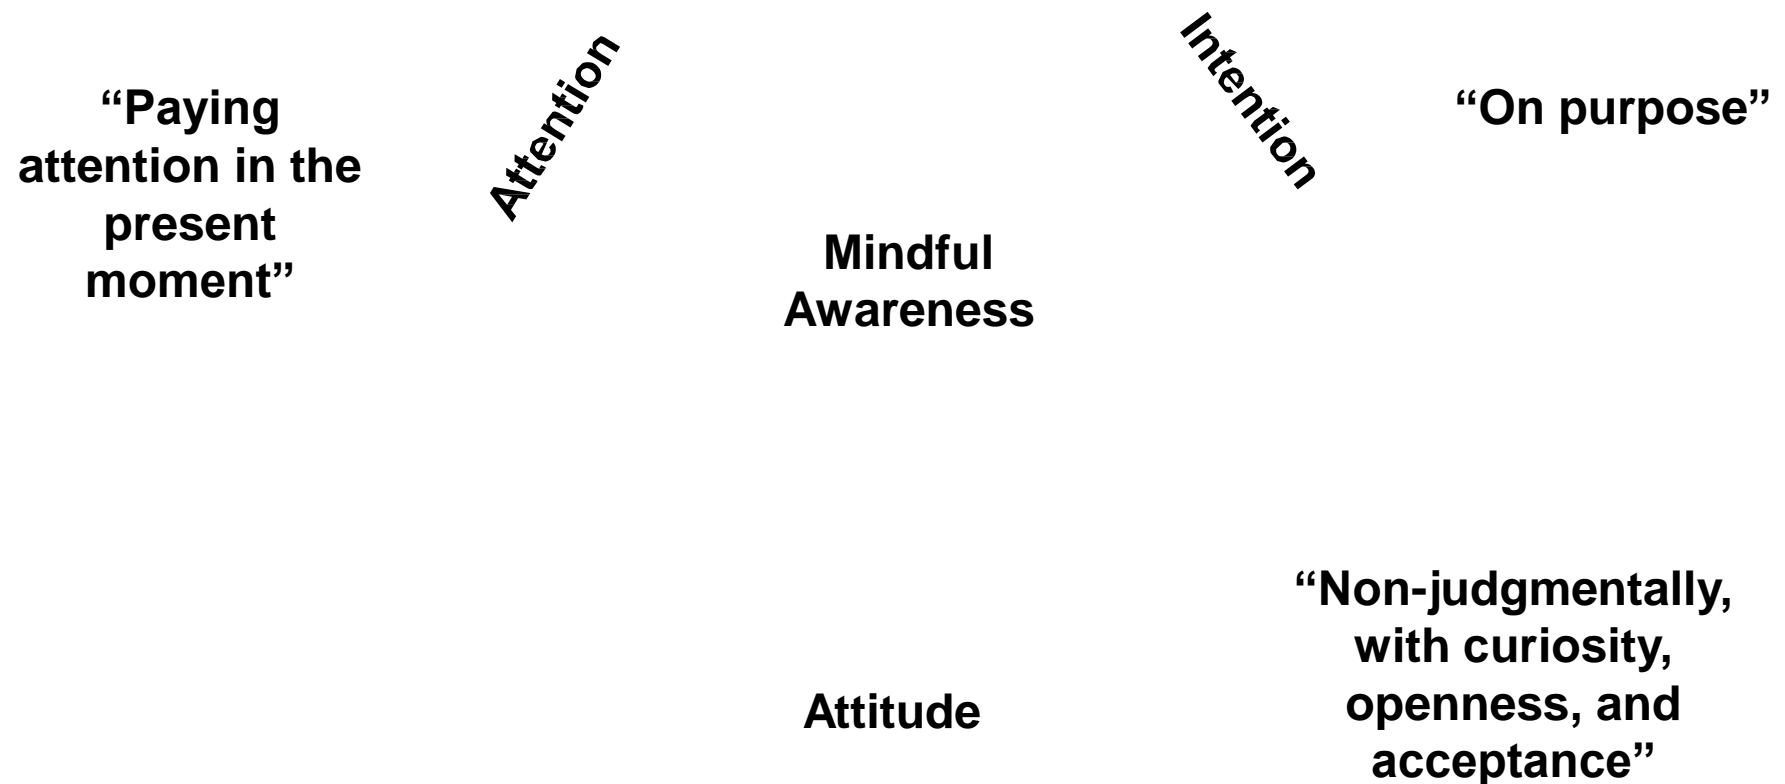 “Paying
attention in the
present
moment”
Attention
Intention
“On purpose”
Mindful
Awareness
Attitude
“Non-judgmentally,
with curiosity,
openness, and
acceptance”